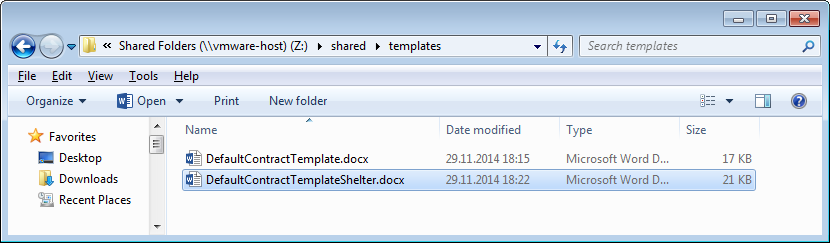 « Shared Folders (\\vmware-host) (Z:) shared templates Search templates
File Edit View Tools Help
Organize Open Print New folder
Favorites
Desktop
Downloads
Recent Places
Name Date modified Type Size
DefaultContractTemplate.docx 29.11.2014 18:15 Microsoft Word D... 17 KB
DefaultContractTemplateShelter.docx 29.11.2014 18:22 Microsoft Word D... 21 KB